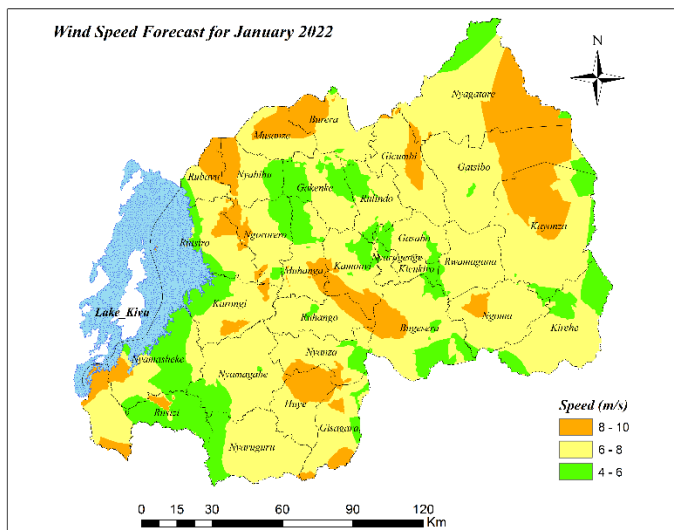 Wind Speed Forecast for January 2022
N
Nyagatare
Burera
Musanze
Gicumbi
Rubavu
Nyabihu
Gakenke
Gatsibo
Rulindo
Kayonza
Rutsiro
Ngororero
Gasabo
Nyarugenge
Kicukiro
Rwamagana
Muhanga
Kamonyi
Karongi
Lake_Kivu
Ruhango
Bugesera
Ngoma
Kirehe
Nyanza
Nyamasheke
Nyamagabe
Huye
Rusizi
Gisagara
Nyaruguru
Speed (m/s)
8 - 10
6 - 8
4 - 6
0 15 30 60 90 120
Km